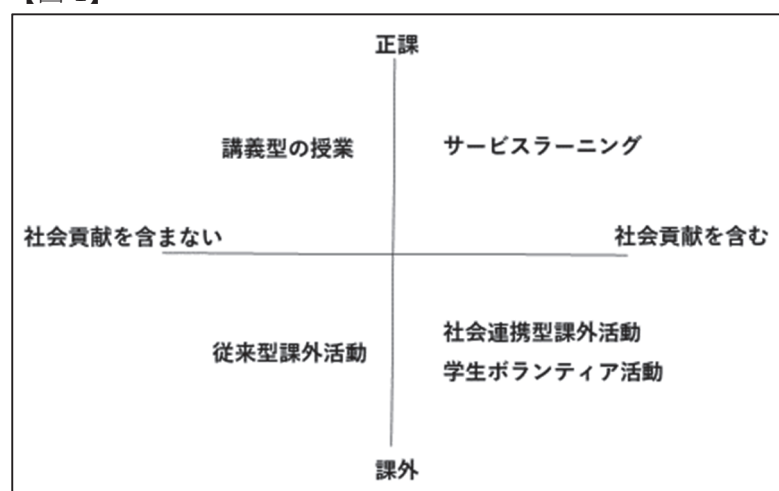 正課
講義型の授業
サービスラーニング
社会貢献を含まない
社会貢献を含む
従来型課外活動
社会連携型課外活動
学生ボランティア活動
課外